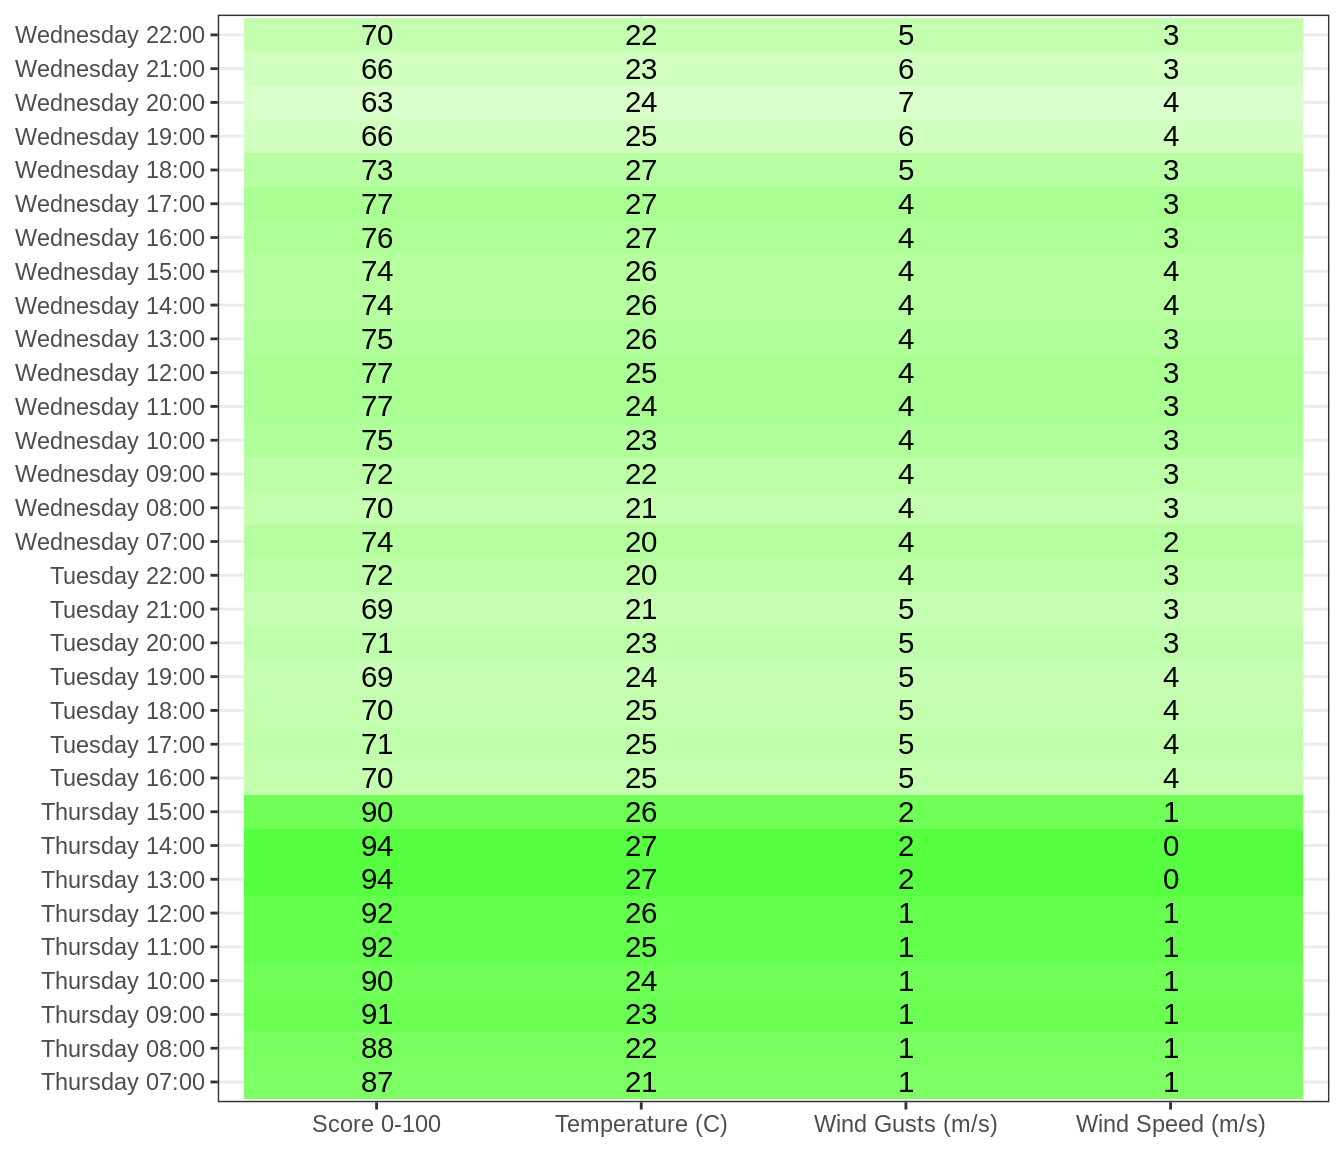 Wednesday 22:00 70 22 5 3
Wednesday 21:00 66 23 6 3
Wednesday 20:00 63 24 7 4
Wednesday 19:00 66 25 6 4
Wednesday 18:00 73 27 5 3
Wednesday 17:00 77 27 4 3
Wednesday 16:00 76 27 4 3
Wednesday 15:00 74 26 4 4
Wednesday 14:00 74 26 4 4
Wednesday 13:00 75 26 4 3
Wednesday 12:00 77 25 4 3
Wednesday 11:00 77 24 4 3
Wednesday 10:00 75 23 4 3
Wednesday 09:00 72 22 4 3
Wednesday 08:00 70 21 4 3
Wednesday 07:00 74 20 4 2
Tuesday 22:00 72 20 4 3
Tuesday 21:00 69 21 5 3
Tuesday 20:00 71 23 5 3
Tuesday 19:00 69 24 5 4
Tuesday 18:00 70 25 5 4
Tuesday 17:00 71 25 5 4
Tuesday 16:00 70 25 5 4
Thursday 15:00 90 26 2 1
Thursday 14:00 94 27 2 0
Thursday 13:00 94 27 2 0
Thursday 12:00 92 26 1 1
Thursday 11:00 92 25 1 1
Thursday 10:00 90 24 1 1
Thursday 09:00 91 23 1 1
Thursday 08:00 88 22 1 1
Thursday 07:00 87 21 1 1
Score 0-100 Temperature (C) Wind Gusts (m/s) Wind Speed (m/s)